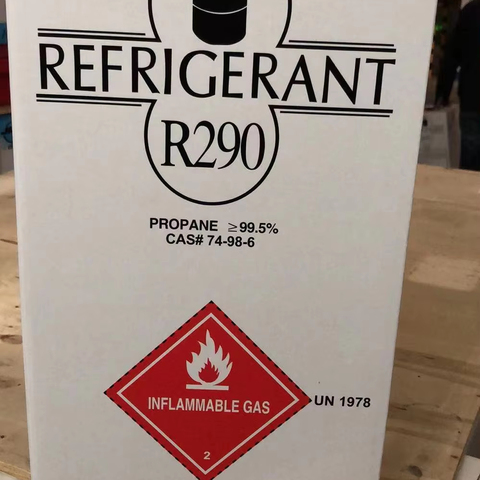 REFRIGERANT
R290
PROPANE ≥99.5%
CAS# 74-98-6
INFLAMMABLE GAS
UN 1978
2